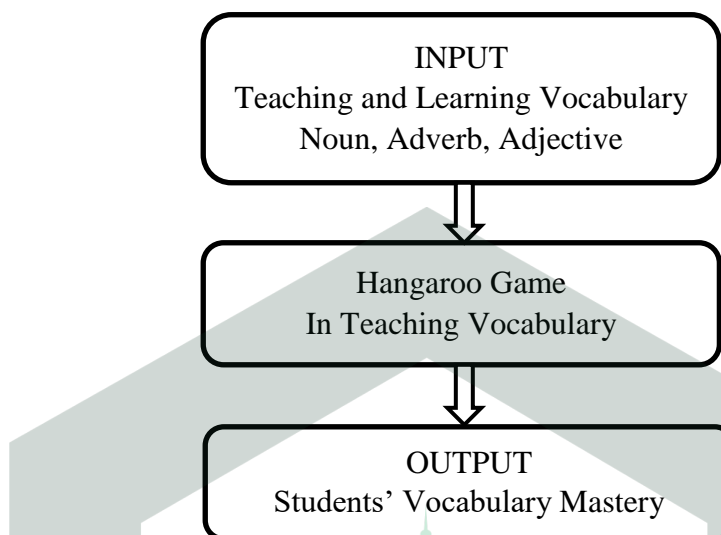 INPUT
Teaching and Learning Vocabulary
Noun, Adverb, Adjective
Hangaroo Game
In Teaching Vocabulary
OUTPUT
Students’ Vocabulary Mastery